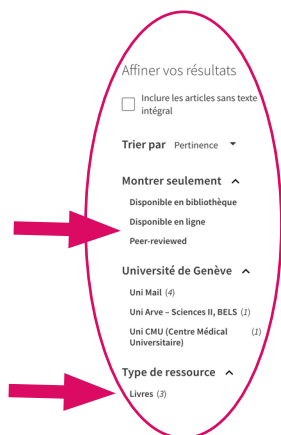 Affiner vos résultats
Inclure les articles sans texte
intégral
Trier par Pertinence
Montrer seulement
Disponible en bibliothèque
Disponible en ligne
Peer-reviewed
Université de Genève
Uni Mail (4)
Uni Arve – Sciences II, BELS (1)
Uni CMU (Centre Médical (1)
Universitaire)
Type de ressource
Livres (3)